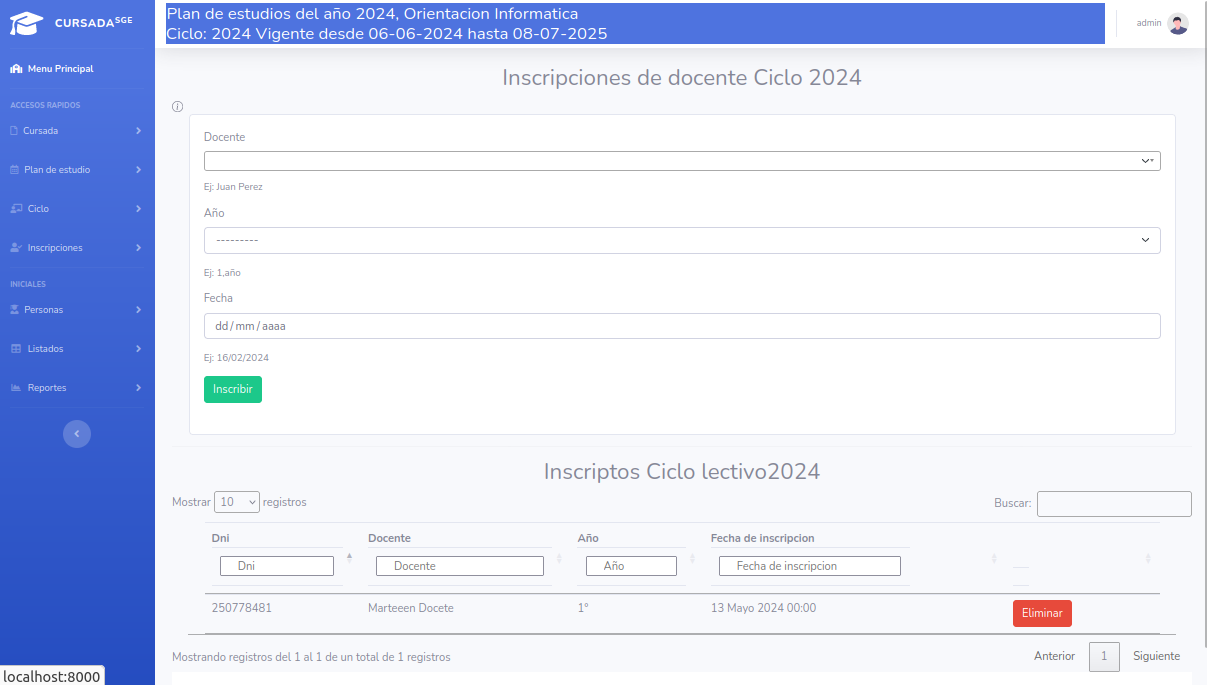 CURSADA SGE
Plan de estudios del año 2024, Orientacion Informatica
Ciclo: 2024 Vigente desde 06-06-2024 hasta 08-07-2025
admin
Menu Principal
ACCESOS RAPIDOS
Cursada
Plan de estudio
Ciclo
Inscripciones
INICIALES
Personas
Listados
Reportes
Inscripciones de docente Ciclo 2024
Docente
Ej: Juan Perez
Año
---------
Ej: 1,año
Fecha
dd/mm/aaaa
Ej: 16/02/2024
Inscribir
Inscriptos Ciclo lectivo2024
Mostrar 10 registros
Buscar:
Dni Docente Año Fecha de inscripcion
Dni Docente Año Fecha de inscripcion
250778481 Marteeen Docete 1° 13 Mayo 2024 00:00 Eliminar
Mostrando registros del 1 al 1 de un total de 1 registros
Anterior 1 Siguiente
localhost:8000